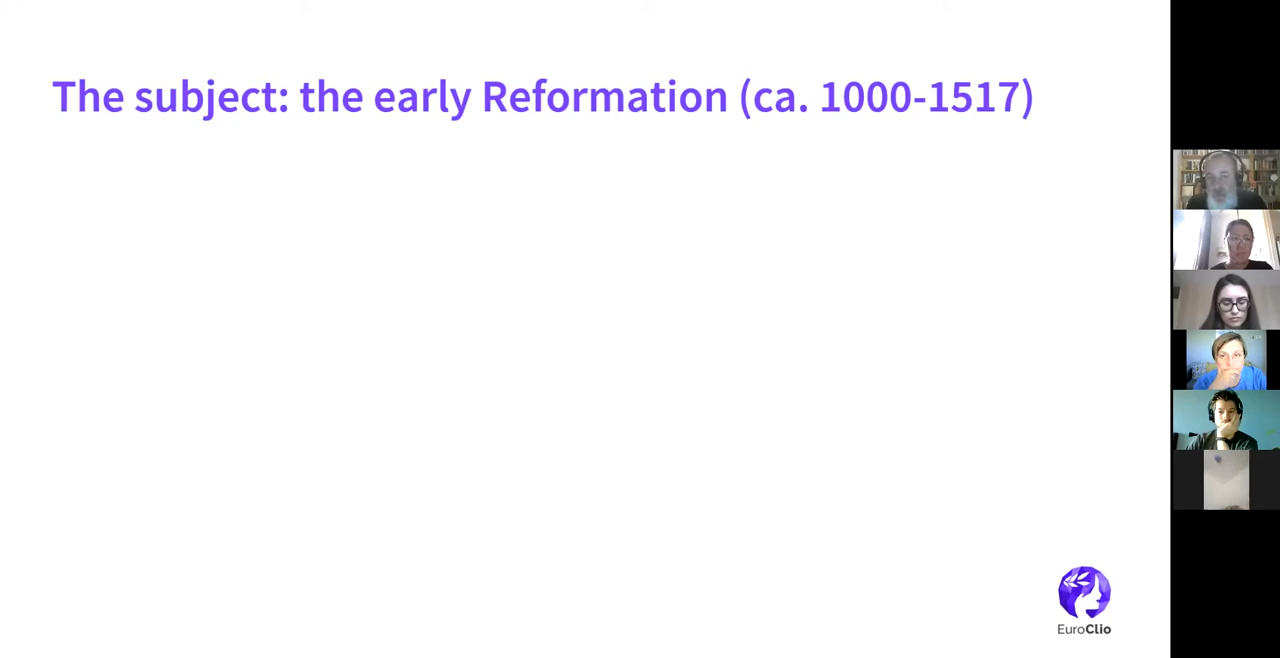 The subject: the early Reformation (ca. 1000-1517)
EuroClio